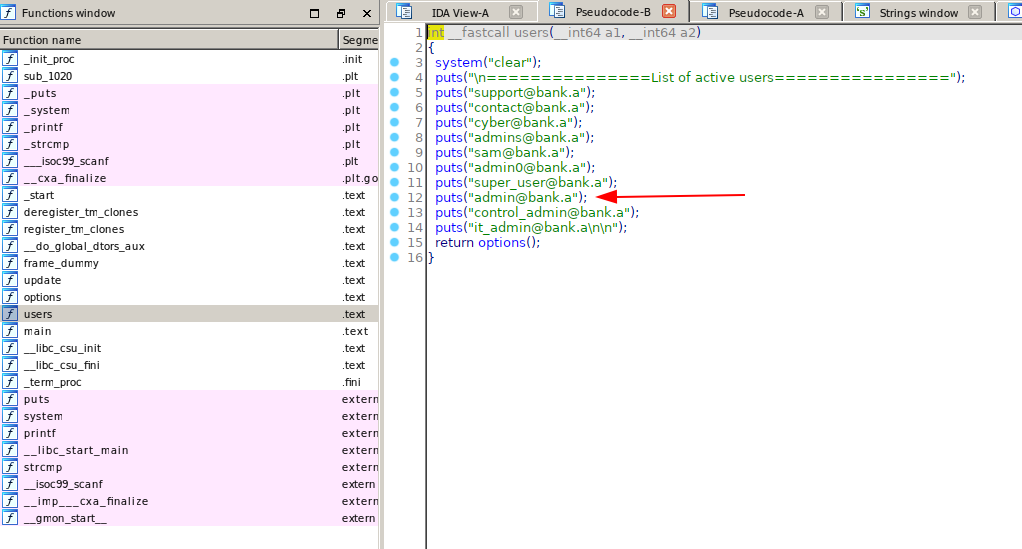 Functions window
IDA View-A
Pseudocode-B
Pseudocode-A
Strings window
Function name Segme
_init_proc .init
sub_1020 .plt
_puts .plt
_system .plt
_printf .plt
_strcmp .plt
___isoc99_scanf .plt
__cxa_finalize .plt.go
_start .text
deregister_tm_clones .text
register_tm_clones .text
__do_global_dtors_aux .text
frame_dummy .text
update .text
options .text
users .text
main .text
__libc_csu_init .text
__libc_csu_fini .text
_term_proc .fini
puts extern
system extern
printf extern
__libc_start_main extern
strcmp extern
__isoc99_scanf extern
__imp___cxa_finalize extern
__gmon_start__ extern
1 int __fastcall users(__int64 a1, __int64 a2)
2 {
3 system("clear");
4 puts("\n===============List of active users================");
5 puts("support@bank.a");
6 puts("contact@bank.a");
7 puts("cyber@bank.a");
8 puts("admins@bank.a");
9 puts("sam@bank.a");
10 puts("admin0@bank.a");
11 puts("super_user@bank.a");
12 puts("admin@bank.a");
13 puts("control_admin@bank.a");
14 puts("it_admin@bank.a\n\n");
15 return options();
16 }